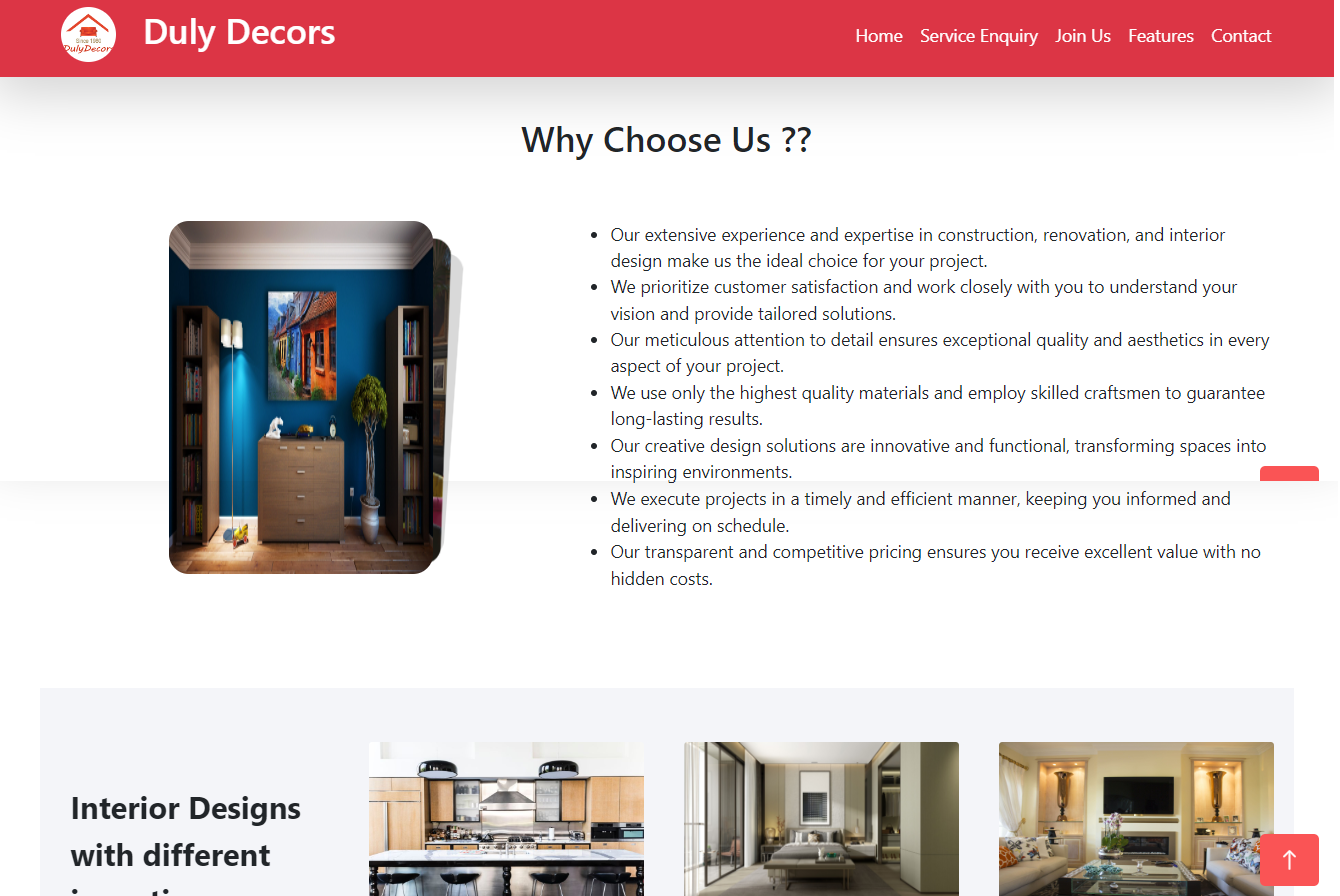 Since 1980
DulyDecors
Duly Decors
Home Service Enquiry Join Us Features Contact
Why Choose Us ??
• Our extensive experience and expertise in construction, renovation, and interior
design make us the ideal choice for your project.
• We prioritize customer satisfaction and work closely with you to understand your
vision and provide tailored solutions.
• Our meticulous attention to detail ensures exceptional quality and aesthetics in every
aspect of your project.
• We use only the highest quality materials and employ skilled craftsmen to guarantee
long-lasting results.
• Our creative design solutions are innovative and functional, transforming spaces into
inspiring environments.
• We execute projects in a timely and efficient manner, keeping you informed and
delivering on schedule.
• Our transparent and competitive pricing ensures you receive excellent value with no
hidden costs.
Interior Designs
with different